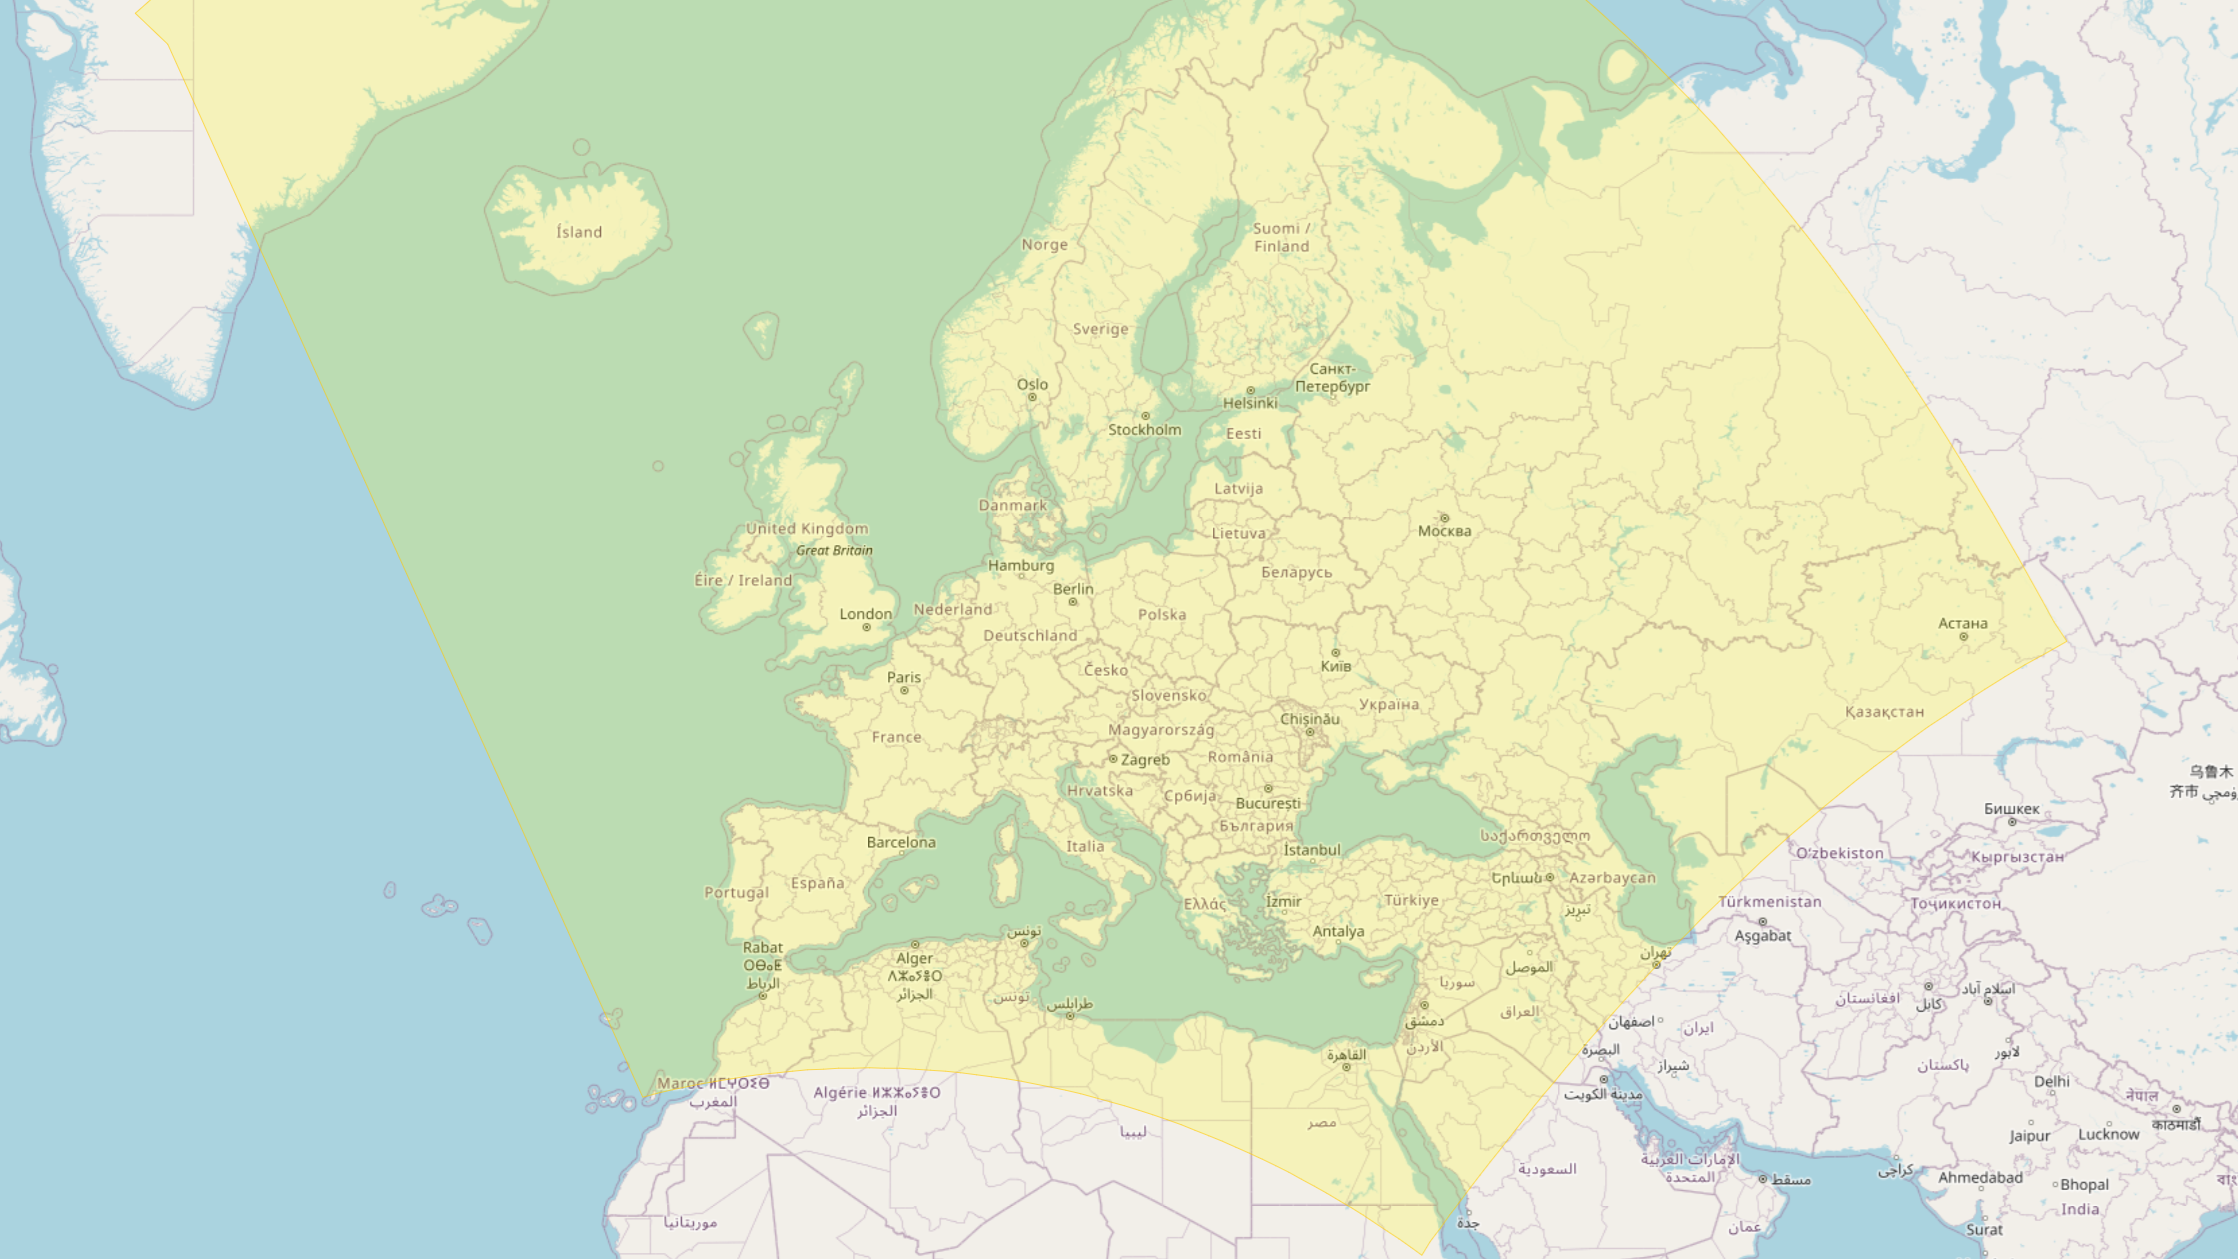 Ísland
Norge
Suomi /
Finland
Sverige
Oslo
Санкт-
Петербург
Helsinki
Stockholm
Eesti
Latvija
Danmark
United Kingdom
Great Britain
Lietuva
Москва
Hamburg
Беларусь
Éire / Ireland
Berlin
London
Nederland
Polska
Deutschland
Астана
Česko
Київ
Paris
Slovensko
Україна
Қазақстан
Chișinău
France
Magyarország
Zagreb
România
乌鲁木
齐市
Hrvatska
Србија
București
Бишкек
България
Barcelona
Italia
İstanbul
საქართველო
Oʻzbekiston
Кыргызстан
España
Portugal
Երևան
Azərbaycan
Ελλάς
İzmir
Türkiye
تبریز
Türkmenistan
Тоҷикистон
Antalya
Aşgabat
تونس
Rabat
ⵔⴱⴰⵟ
الرباط
Alger
ⴷⵣⴰⵢⴻⵔ
الجزائر
تونس
طرابلس
تهران
الموصل
سوريا
العراق
دمشق
الأردن
القاهرة
افغانستان
کابل
اسلام آباد
اصفهان
ایران
البصرة
شیراز
لاہور
پاکستان
مدينة الكويت
Delhi
नेपाल
काठमाडौं
Maroc ⵍⵎⵖⵔⵉⴱ
المغرب
Algérie ⵍⵣⵣⴰⵢⴻⵔ
الجزائر
ليبيا
مصر
Jaipur
Lucknow
السعودية
الإمارات العربية
المتحدة
مسقط
کراچی
Ahmedabad
Bhopal
India
جدة
موريتانيا
عمان
Surat